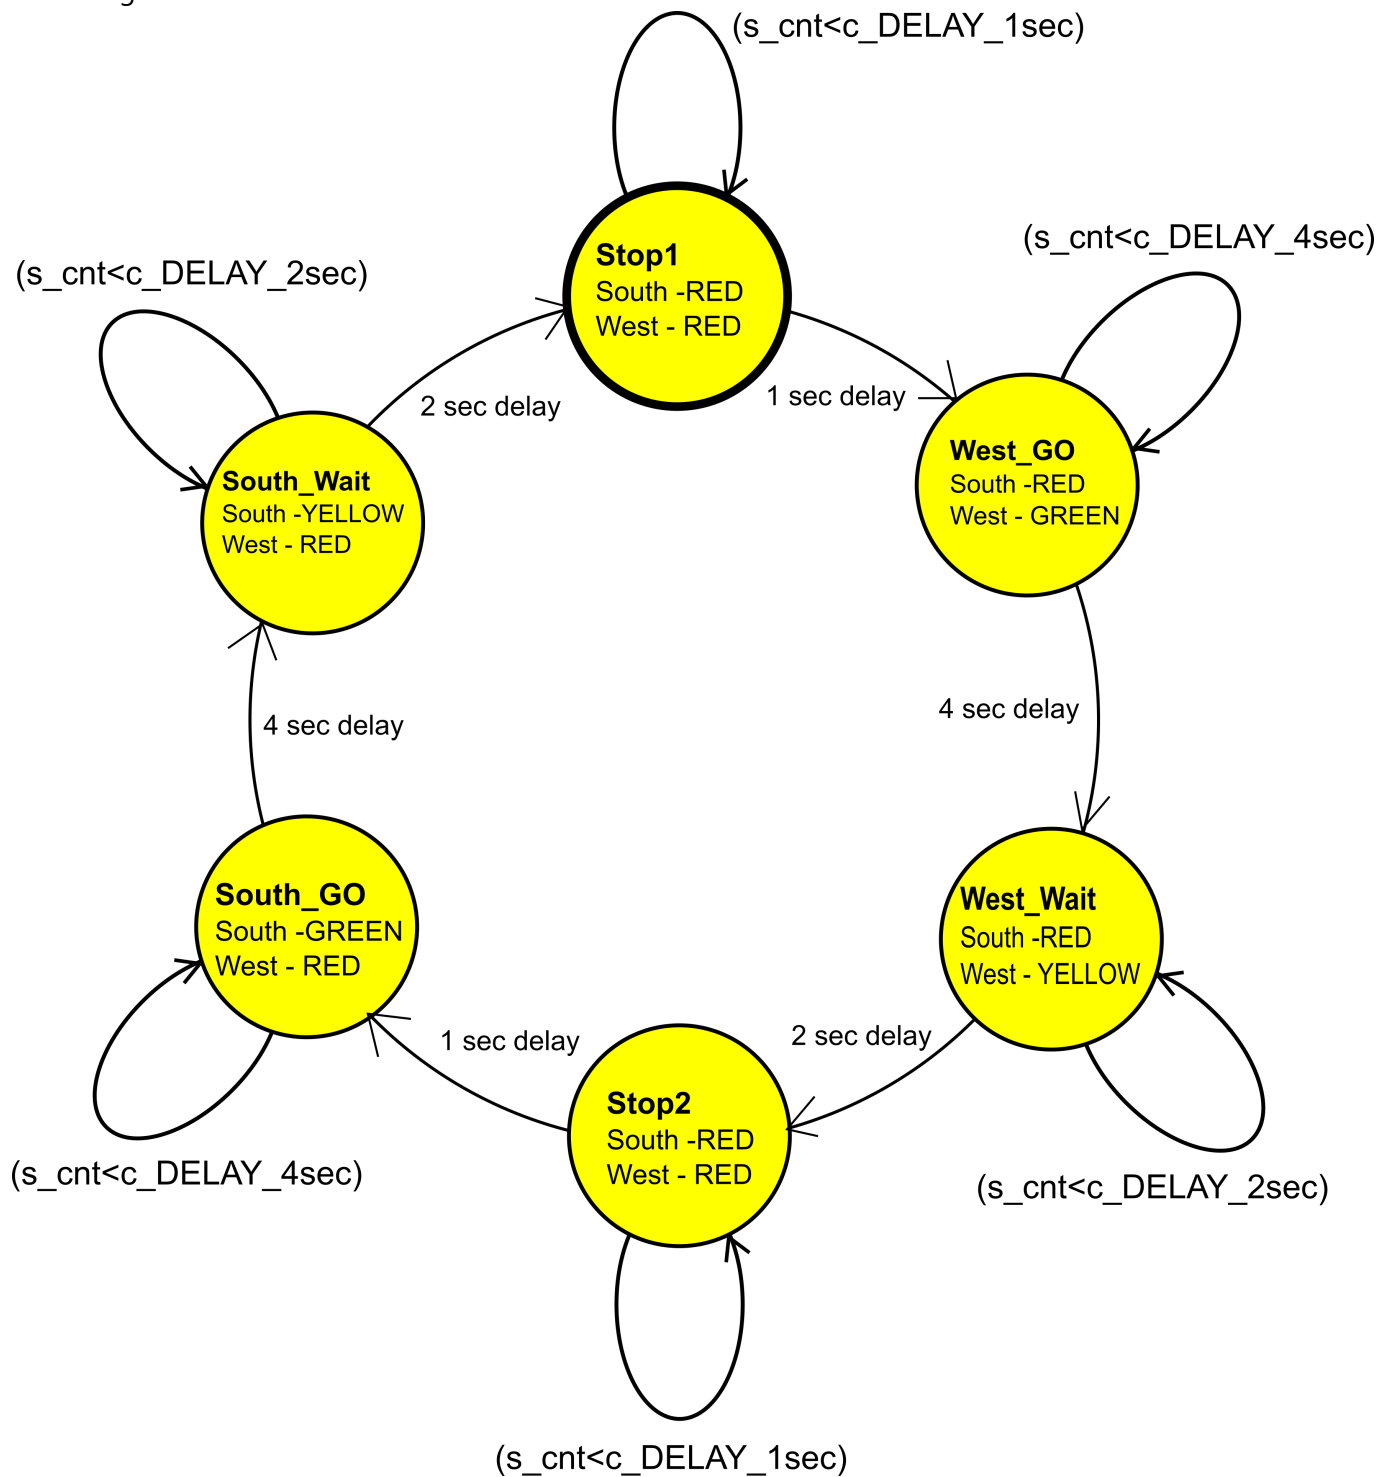 g
(s_cnt<c_DELAY_1sec)
Stop1
South -RED
West - RED
(s_cnt<c_DELAY_4sec)
1 sec delay
West_GO
South -RED
West - GREEN
4 sec delay
West_Wait
South -RED
West - YELLOW
(s_cnt<c_DELAY_2sec)
2 sec delay
Stop2
South -RED
West - RED
(s_cnt<c_DELAY_1sec)
1 sec delay
South_GO
South -GREEN
West - RED
(s_cnt<c_DELAY_4sec)
4 sec delay
South_Wait
South -YELLOW
West - RED
(s_cnt<c_DELAY_2sec)
2 sec delay